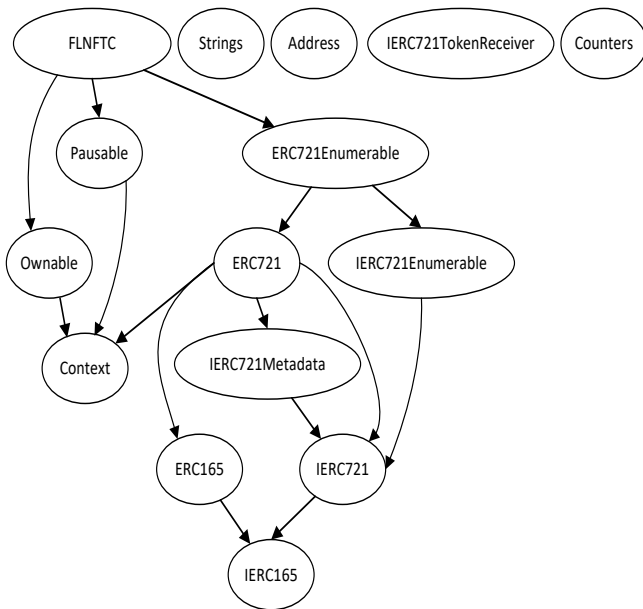 FLNFTC
Strings
Address
IERC721TokenReceiver
Counters
Pausable
ERC721Enumerable
Ownable
ERC721
IERC721Enumerable
Context
IERC721Metadata
ERC165
IERC721
IERC165